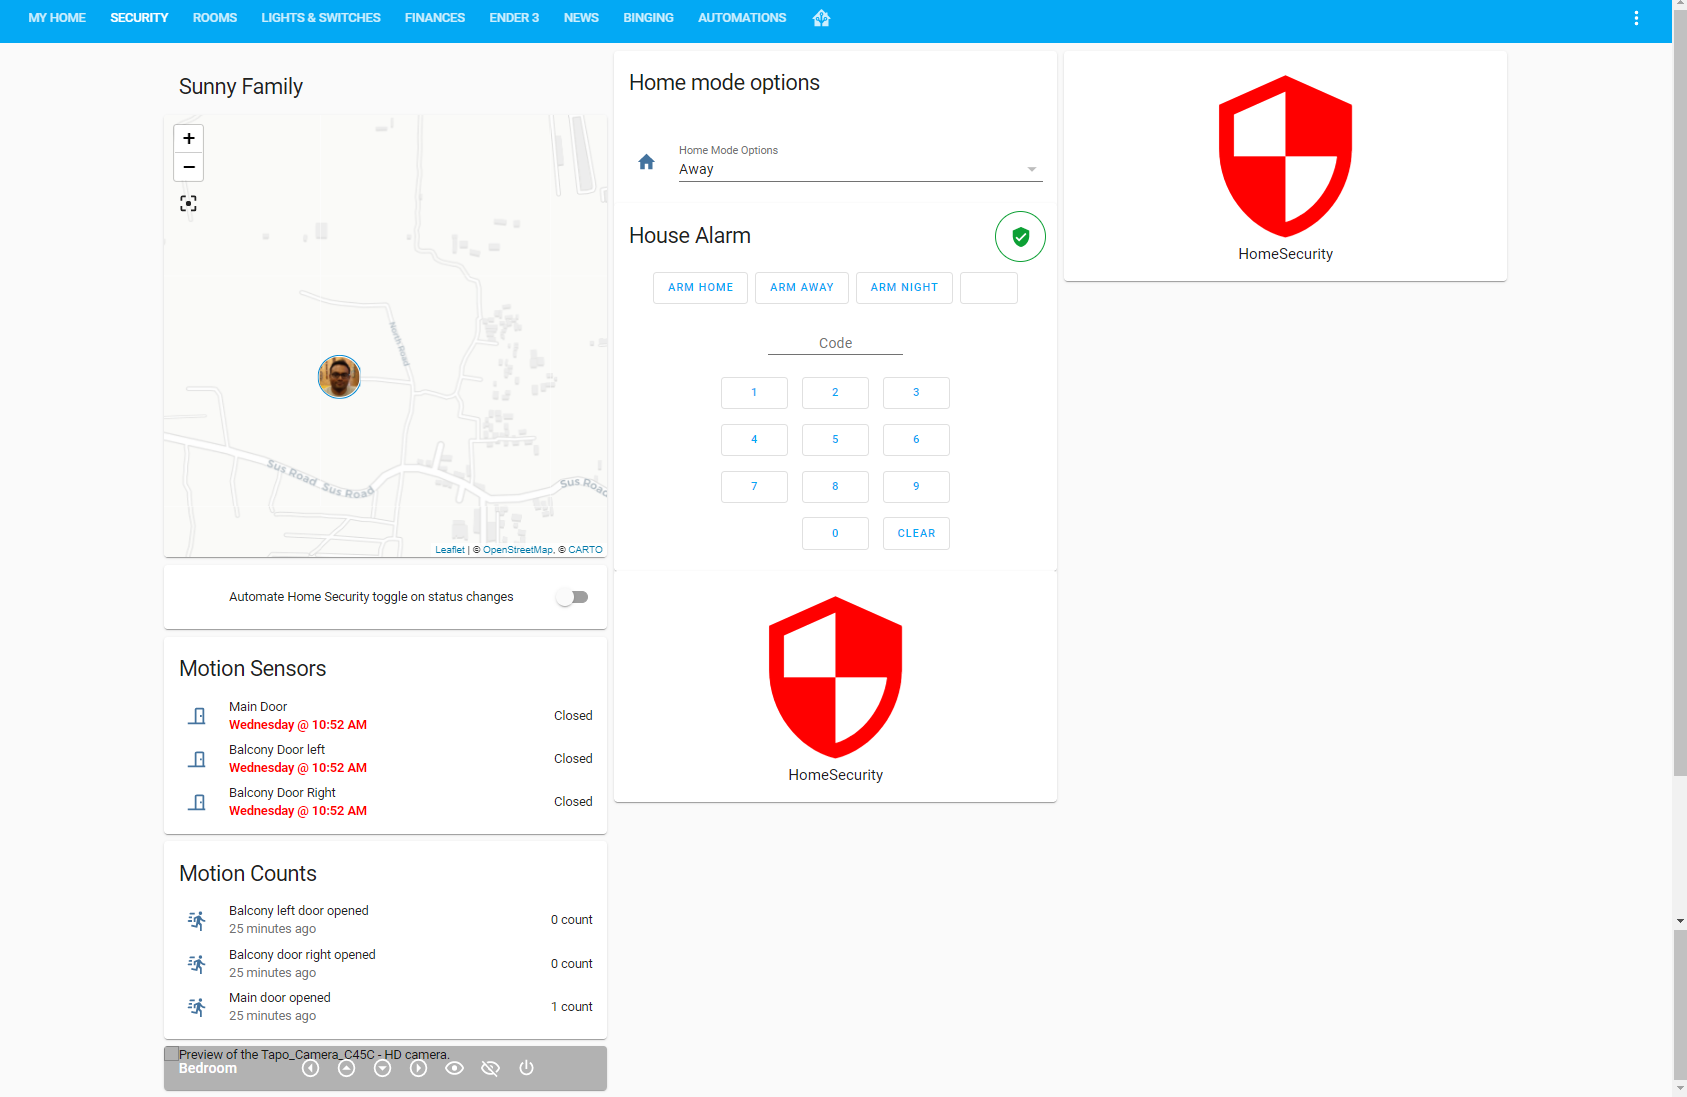 MY HOME
SECURITY
ROOMS
LIGHTS & SWITCHES
FINANCES
ENDER 3
NEWS
BINGING
AUTOMATIONS
Sunny Family
+
−
North Road
Sus Road
Sus Road
Sus Road
Leaflet | © OpenStreetMap, © CARTO
Automate Home Security toggle on status changes
Motion Sensors
Main Door
Wednesday @ 10:52 AM
Closed
Balcony Door left
Wednesday @ 10:52 AM
Closed
Balcony Door Right
Wednesday @ 10:52 AM
Closed
Motion Counts
Balcony left door opened
25 minutes ago
0 count
Balcony door right opened
25 minutes ago
0 count
Main door opened
25 minutes ago
1 count
Preview of the Tapo_Camera_C45C - HD camera.
Bedroom
Home mode options
Home Mode Options
Away
House Alarm
ARM HOME
ARM AWAY
ARM NIGHT
Code
1 2 3
4 5 6
7 8 9
0 CLEAR
HomeSecurity
HomeSecurity